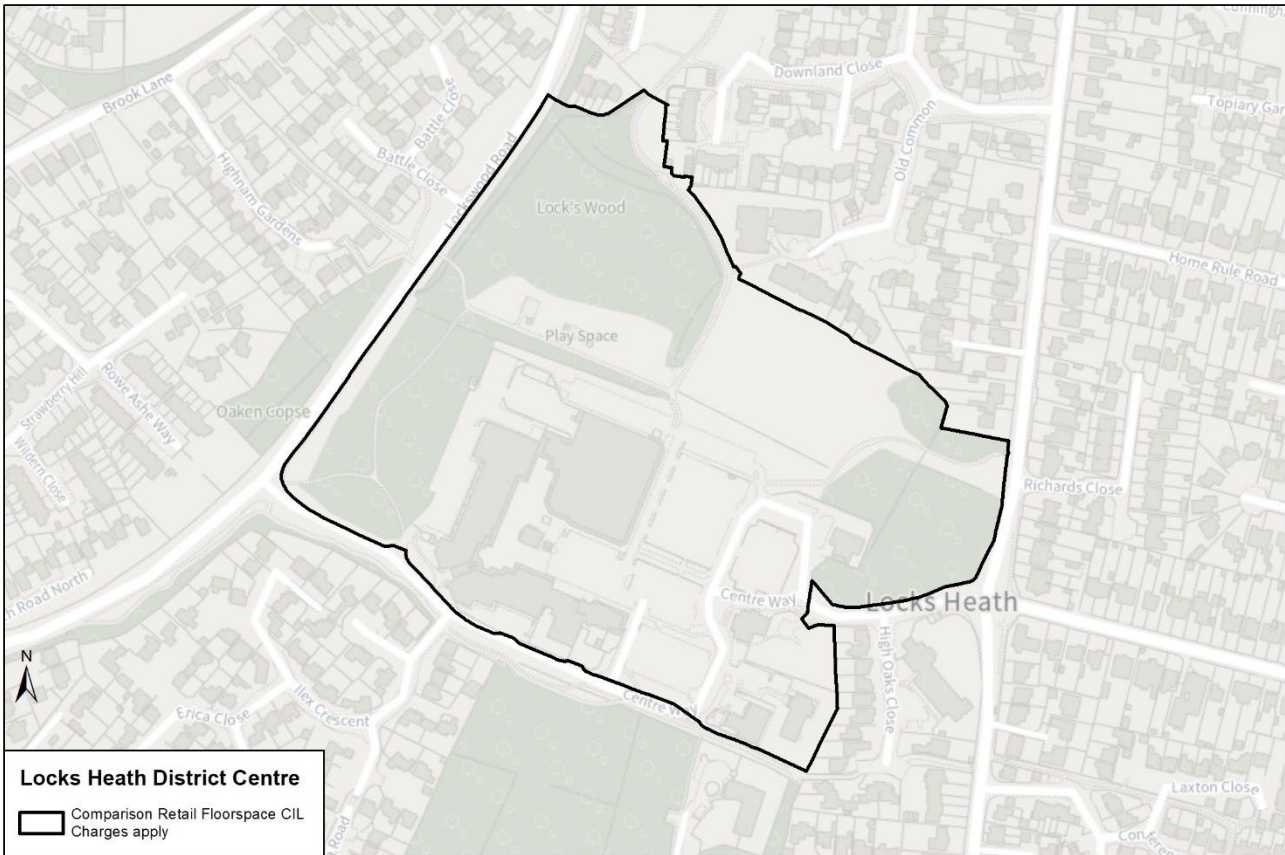 Cunningh
Downland Close
Brook Lane
Battle Close
Topiary Gar
Battle Close
Old Common
Highnam Gardens
Lockswood Road
Lock's Wood
Home Rule Road
Play Space
Strawberry Hill
Rowe Ashe Way
Oaken Copse
Wildern Close
Richards Close
h Road North
Centre Way
Locks Heath
N
High Oaks Close
Ilex Crescent
Erica Close
Centre Way
Locks Heath District Centre
Comparison Retail Floorspace CIL
Charges apply
Road
Laxton Close
Conferen